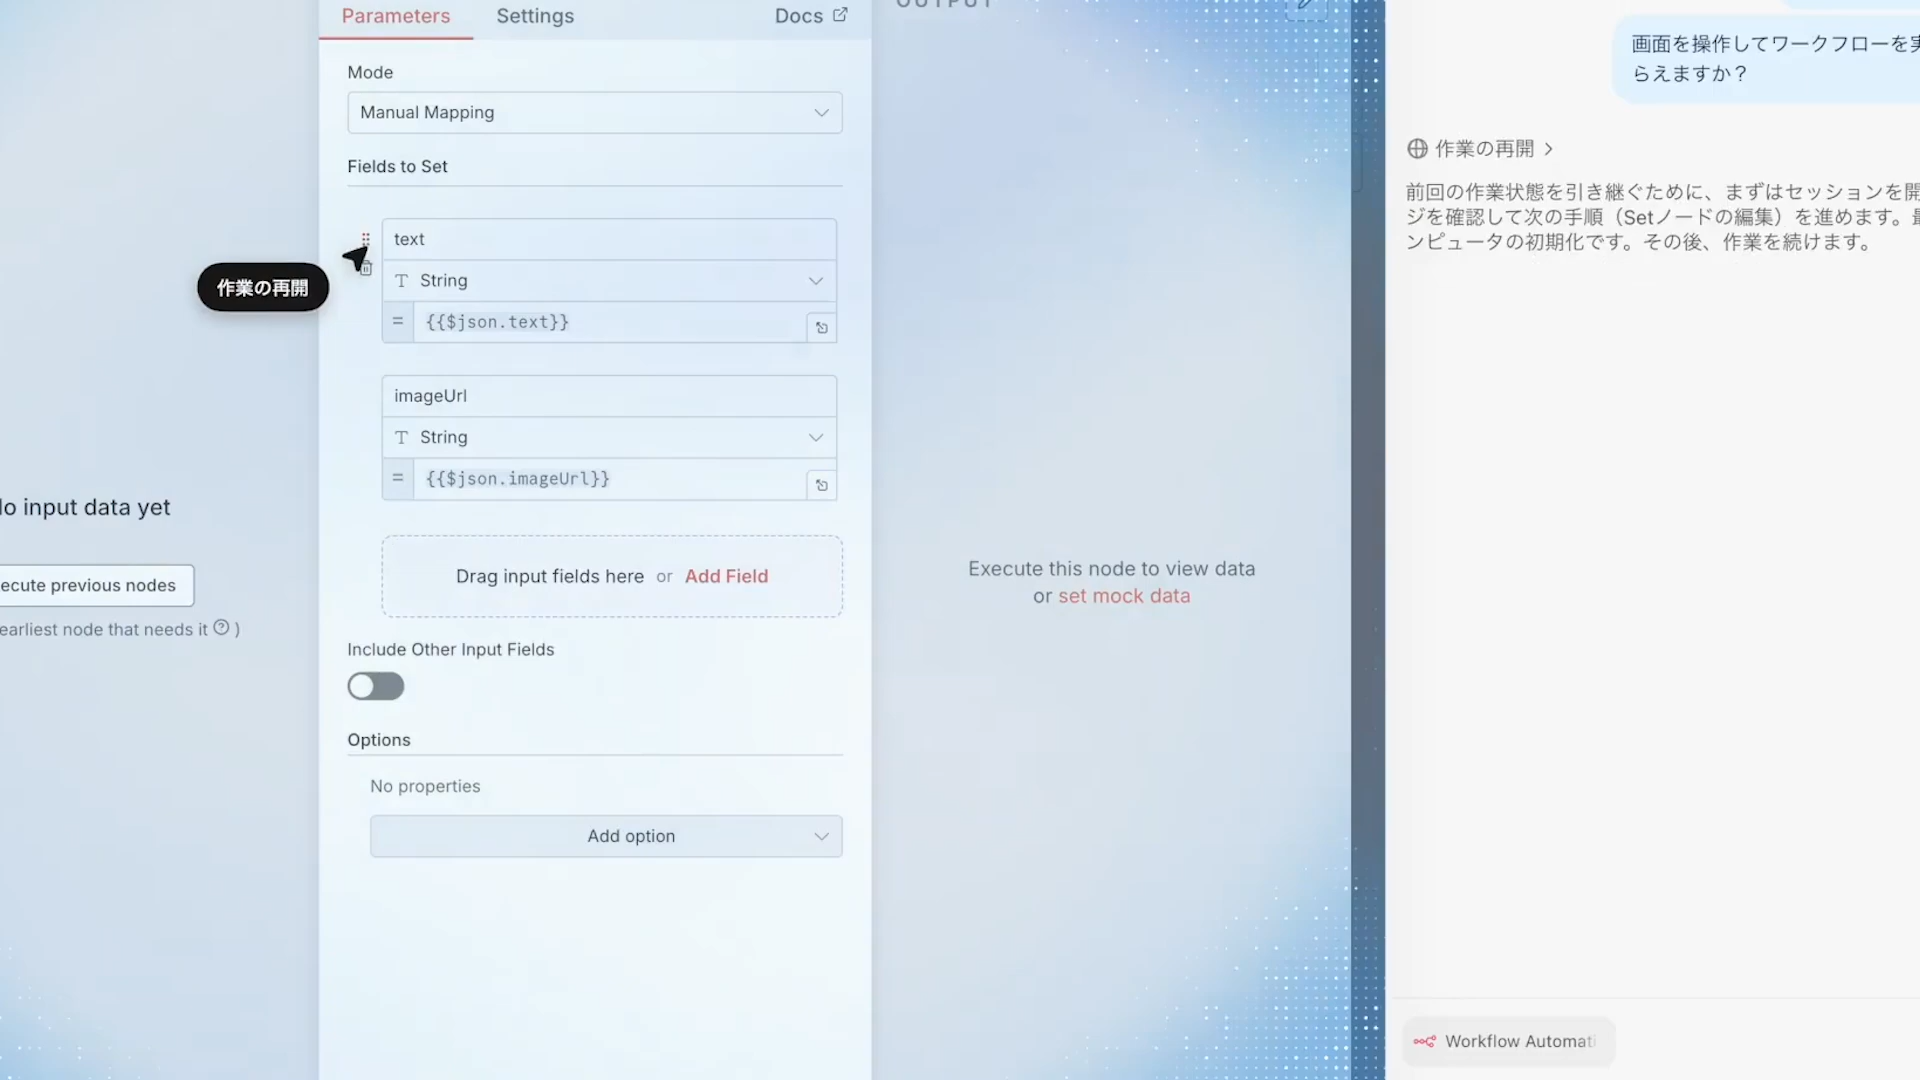 Parameters
Settings
Docs
OUTPUT
Mode
Manual Mapping
Fields to Set
text
String
= {{$json.text}}
作業の再開
imageUrl
String
= {{$json.imageUrl}}
input data yet
previous nodes
earliest node that needs it ? )
Drag input fields here or Add Field
Include Other Input Fields
Options
No properties
Add option
Execute this node to view data
or set mock data
画面を操作してワークフローを
らえますか？
作業の再開
前回の作業状態を引き継ぐために、まずはセッションを開
ジを確認して次の手順（Setノードの編集）を進めます。
ンピュータの初期化です。その後、作業を続けます。
Workflow